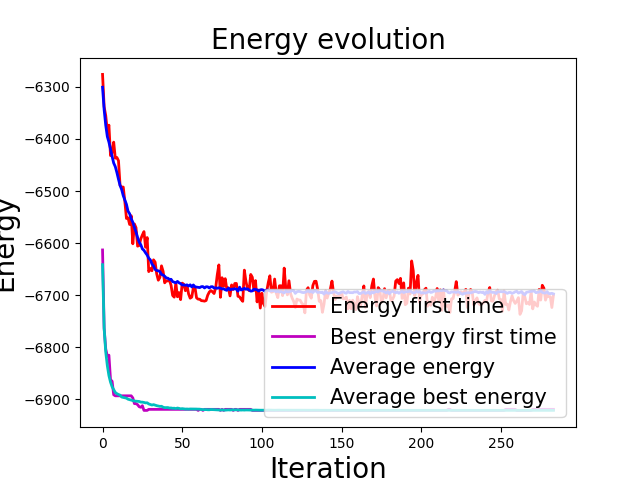 Energy evolution
Energy
−6300
−6400
−6500
−6600
−6700
−6800
−6900
0
50
100
150
200
250
Iteration
Energy first time
Best energy first time
Average energy
Average best energy